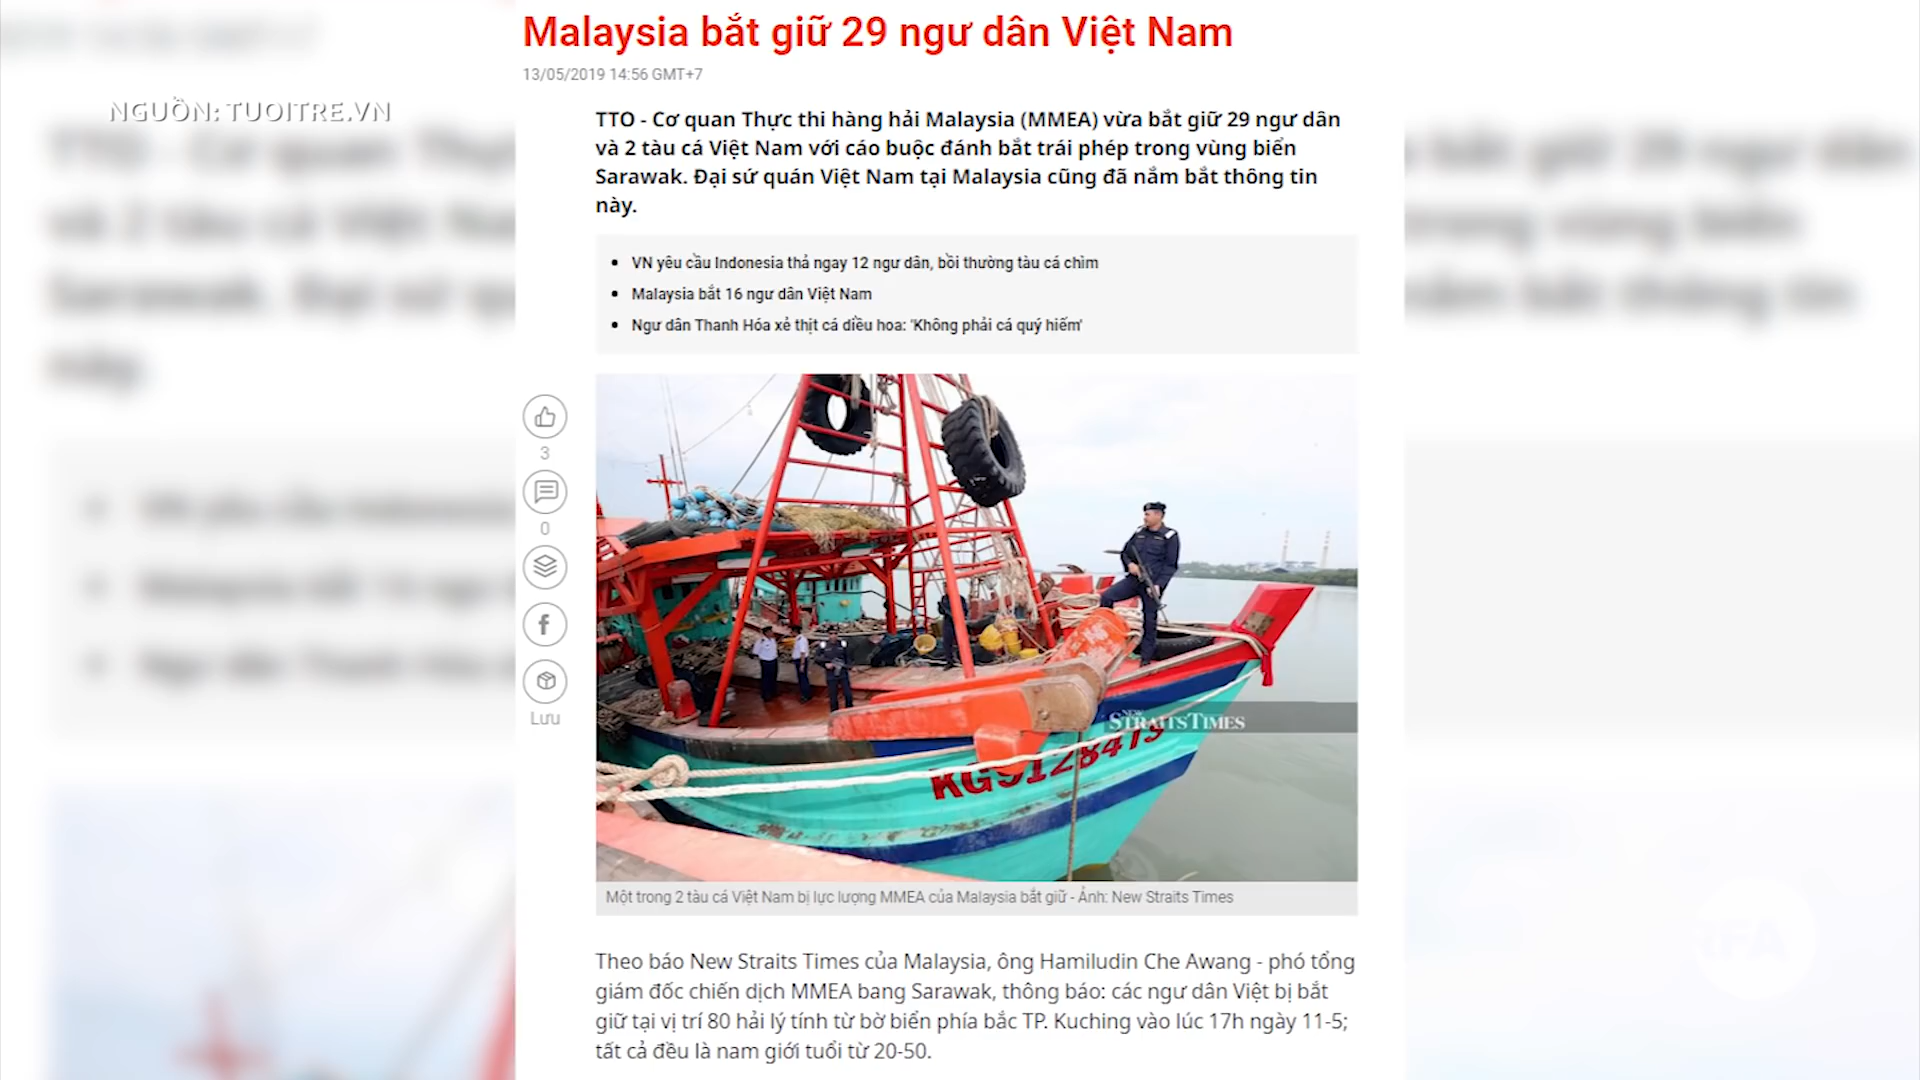 Malaysia bắt giữ 29 ngư dân Việt Nam
13/05/2019 14:56 GMT+7
NGUỒN: TUOITRE.VN
TTO - Cơ quan Thực thi hàng hải Malaysia (MMEA) vừa bắt giữ 29 ngư dân
và 2 tàu cá Việt Nam với cáo buộc đánh bắt trái phép trong vùng biển
Sarawak. Đại sứ quán Việt Nam tại Malaysia cũng đã nắm bắt thông tin
này.
VN yêu cầu Indonesia thả ngay 12 ngư dân, bồi thường tàu cá chìm
Malaysia bắt 16 ngư dân Việt Nam
Ngư dân Thanh Hóa xẻ thịt cá diều hoa: 'Không phải cá quý hiếm'
3
0
Lưu
NEW
STRAITS TIMES
KG91284TS
Một trong 2 tàu cá Việt Nam bị lực lượng MMEA của Malaysia bắt giữ - Ảnh: New Straits Times
RFA
Theo báo New Straits Times của Malaysia, ông Hamiludin Che Awang - phó tổng
giám đốc chiến dịch MMEA bang Sarawak, thông báo: các ngư dân Việt bị bắt
giữ tại vị trí 80 hải lý tính từ bờ biển phía bắc TP. Kuching vào lúc 17h ngày 11-5;
tất cả đều là nam giới tuổi từ 20-50.